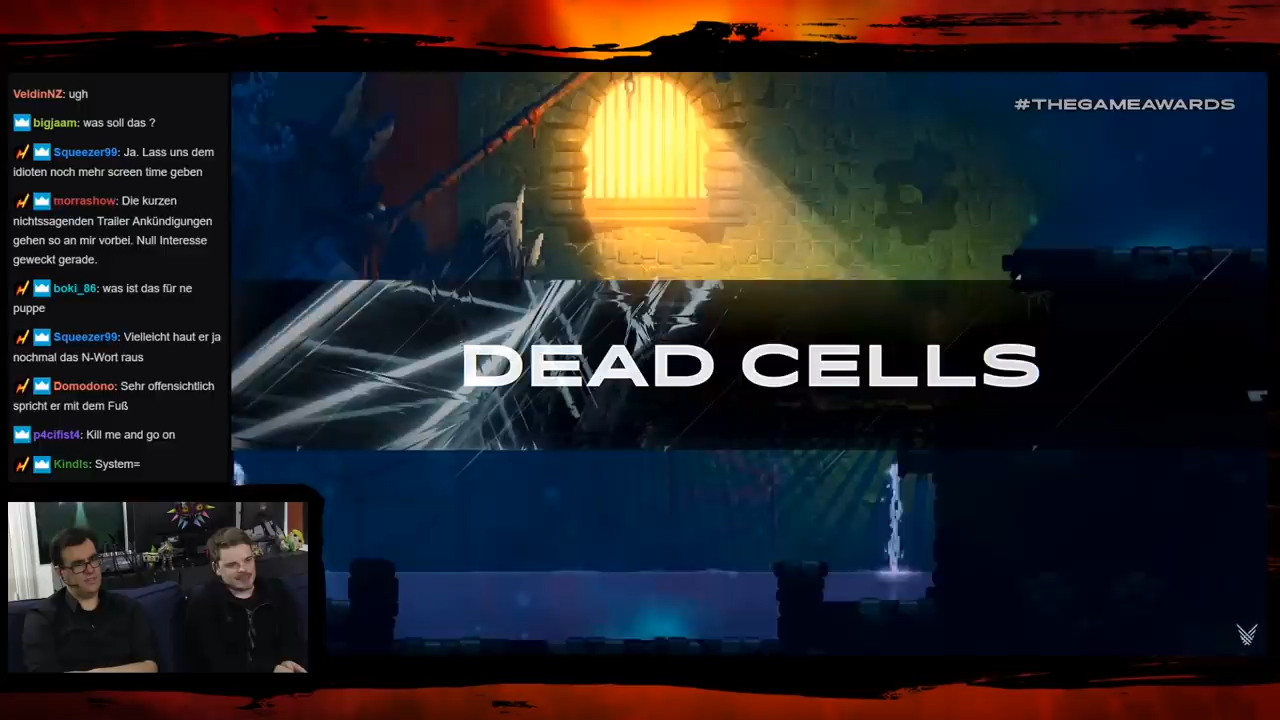 VeldinNZ: ugh
bigjaam: was soll das ?
Squeezer99: Ja. Lass uns dem
idioten noch mehr screen time geben
morrashow: Die kurzen
nichtssagenden Trailer Ankündigungen
gehen so an mir vorbei. Null Interesse
geweckt gerade.
boki_86: was ist das für ne
puppe
Squeezer99: Vielleicht haut er ja
nochmal das N-Wort raus
Domodono: Sehr offensichtlich
spricht er mit dem Fuß
p4cifist4: Kill me and go on
Kindls: System=
#THEGAMEAWARDS
DEAD CELLS